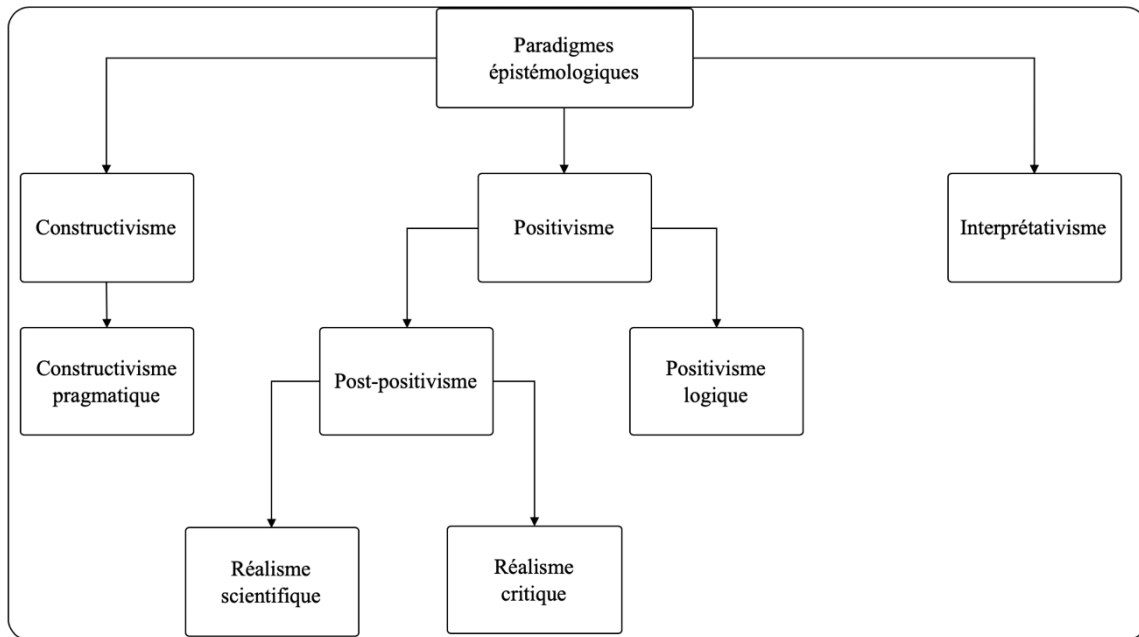 Paradigmes
épistémologiques
Constructivisme
Positivisme
Interprétativisme
Constructivisme
pragmatique
Post-positivisme
Positivisme
logique
Réalisme
scientifique
Réalisme
critique